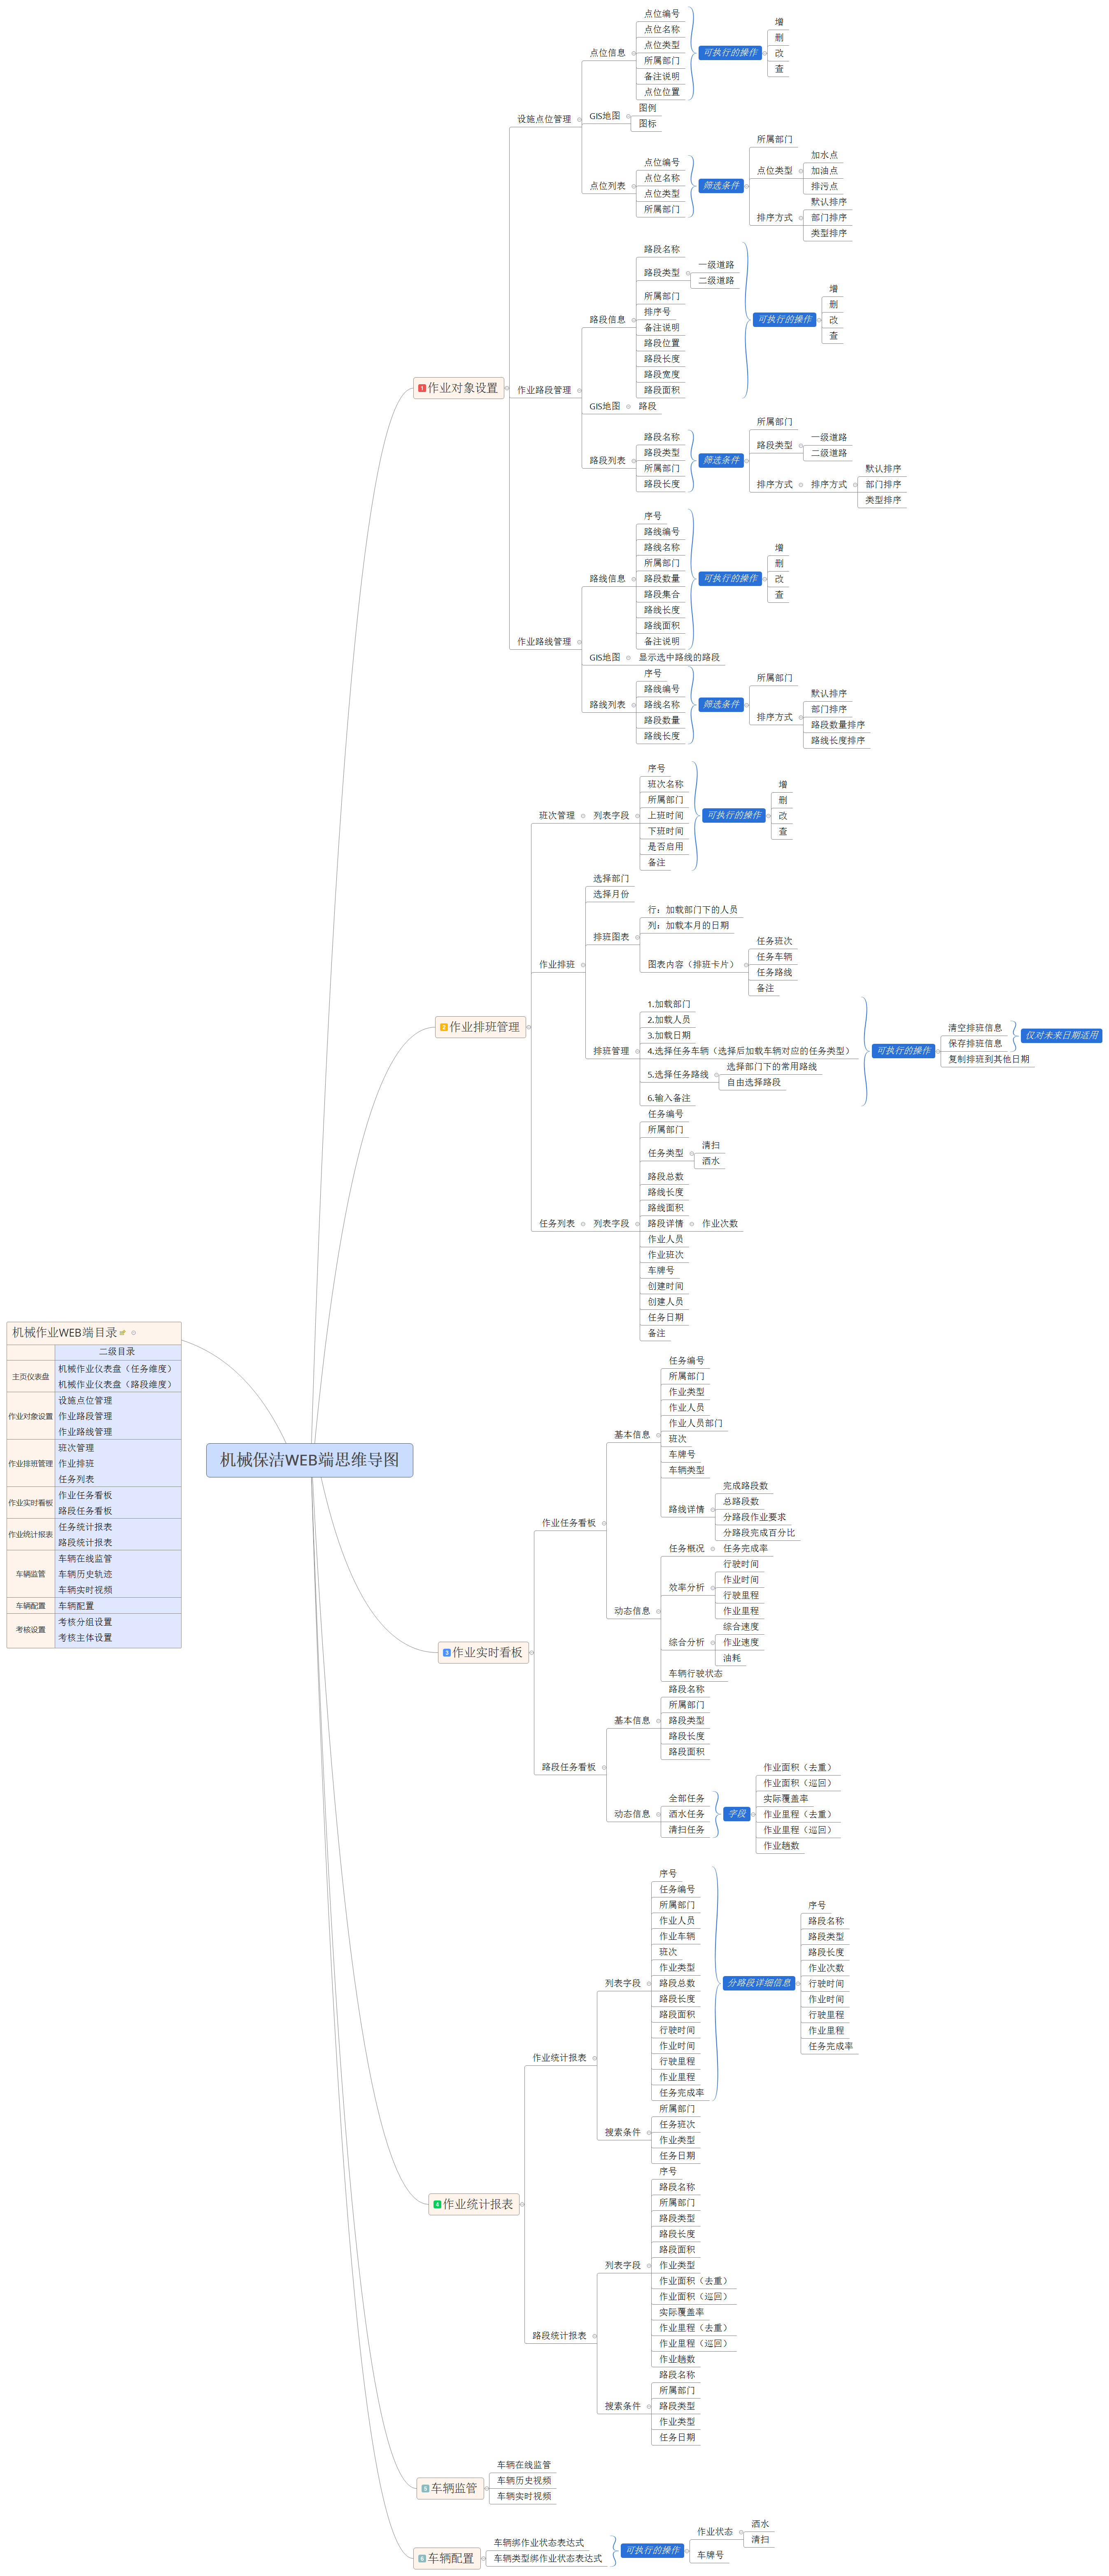 机械保洁WEB端思维导图
机械作业WEB端目录
二级目录
主页仪表盘
机械作业仪表盘（任务维度）
机械作业仪表盘（路段维度）
作业对象设置
设施点位管理
作业路段管理
作业路线管理
作业排班管理
班次管理
作业排班
任务列表
作业实时看板
作业任务看板
路段任务看板
作业统计报表
任务统计报表
路段统计报表
车辆监管
车辆在线监管
车辆历史轨迹
车辆实时视频
车辆配置
车辆配置
考核设置
考核分组设置
考核主体设置
1 作业对象设置
设施点位管理
点位信息
点位编号
点位名称
点位类型
所属部门
备注说明
点位位置
可执行的操作
增
删
改
查
GIS地图
图例
图标
点位列表
点位编号
点位名称
点位类型
所属部门
筛选条件
所属部门
点位类型
加水点
加油点
排污点
排序方式
默认排序
部门排序
类型排序
作业路段管理
路段信息
路段名称
路段类型
一级道路
二级道路
所属部门
排序号
备注说明
路段位置
路段长度
路段宽度
路段面积
可执行的操作
增
删
改
查
GIS地图
路段
路段列表
路段名称
路段类型
所属部门
路段长度
筛选条件
所属部门
路段类型
一级道路
二级道路
排序方式
排序方式
默认排序
部门排序
类型排序
作业路线管理
路线信息
序号
路线编号
路线名称
所属部门
路段数量
路段集合
路线长度
路线面积
备注说明
可执行的操作
增
删
改
查
GIS地图
显示选中路线的路段
路线列表
序号
路线编号
路线名称
路段数量
路线长度
筛选条件
所属部门
排序方式
默认排序
部门排序
路段数量排序
路线长度排序
2 作业排班管理
班次管理
列表字段
序号
班次名称
所属部门
上班时间
下班时间
是否启用
备注
可执行的操作
增
删
改
查
作业排班
选择部门
选择月份
排班图表
行：加载部门下的人员
列：加载本月的日期
图表内容（排班卡片）
任务班次
任务车辆
任务路线
备注
排班管理
1.加载部门
2.加载人员
3.加载日期
4.选择任务车辆（选择后加载车辆对应的任务类型）
5.选择任务路线
选择部门下的常用路线
自由选择路段
6.输入备注
可执行的操作
清空排班信息
保存排班信息
复制排班到其他日期
仅对未来日期适用
任务列表
列表字段
任务编号
所属部门
任务类型
清扫
洒水
路段总数
路线长度
路线面积
路段详情
作业次数
作业人员
作业班次
车牌号
创建时间
创建人员
任务日期
备注
3 作业实时看板
作业任务看板
基本信息
任务编号
所属部门
作业类型
作业人员
作业人员部门
班次
车牌号
车辆类型
路线详情
完成路段数
总路段数
分路段作业要求
分路段完成百分比
动态信息
任务概况
任务完成率
效率分析
行驶时间
作业时间
行驶里程
作业里程
综合分析
综合速度
作业速度
油耗
车辆行驶状态
路段任务看板
基本信息
路段名称
所属部门
路段类型
路段长度
路段面积
动态信息
全部任务
洒水任务
清扫任务
字段
作业面积（去重）
作业面积（巡回）
实际覆盖率
作业里程（去重）
作业里程（巡回）
作业趟数
4 作业统计报表
作业统计报表
列表字段
序号
任务编号
所属部门
作业人员
作业车辆
班次
作业类型
路段总数
路段长度
路段面积
行驶时间
作业时间
行驶里程
作业里程
任务完成率
分路段详细信息
序号
路段名称
路段类型
路段长度
作业次数
行驶时间
作业时间
行驶里程
作业里程
任务完成率
搜索条件
所属部门
任务班次
作业类型
任务日期
路段统计报表
列表字段
序号
路段名称
所属部门
路段类型
路段长度
路段面积
作业类型
作业面积（去重）
作业面积（巡回）
实际覆盖率
作业里程（去重）
作业里程（巡回）
作业趟数
搜索条件
路段名称
所属部门
路段类型
作业类型
任务日期
5 车辆监管
车辆在线监管
车辆历史视频
车辆实时视频
6 车辆配置
车辆绑作业状态表达式
车辆类型绑作业状态表达式
可执行的操作
作业状态
洒水
清扫
车牌号